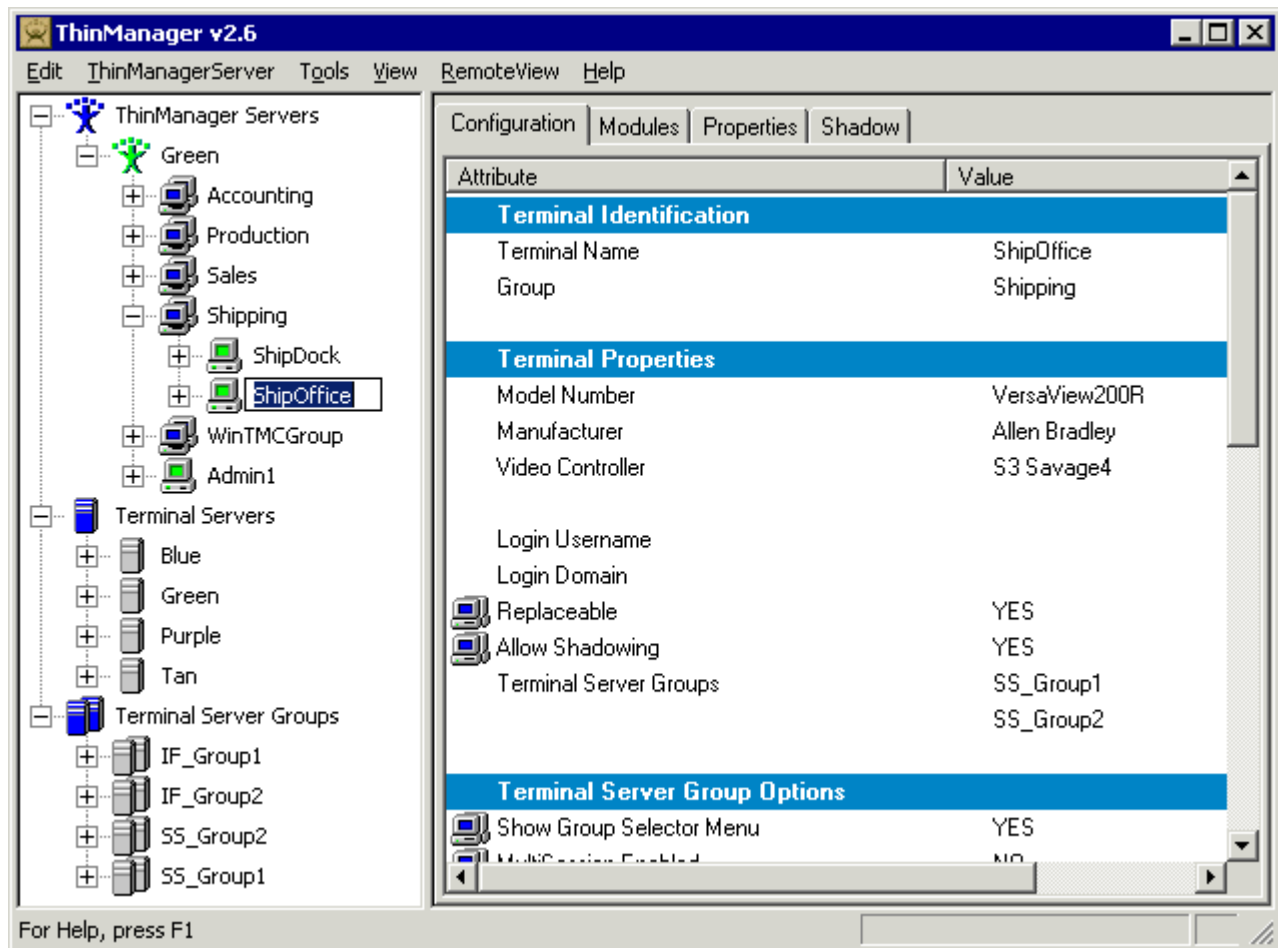 ThinManager v2.6
Edit ThinManagerServer Tools View RemoteView Help
ThinManager Servers
Green
Accounting
Production
Sales
Shipping
ShipDock
ShipOffice
WinTMCGroup
Admin1
Terminal Servers
Blue
Green
Purple
Tan
Terminal Server Groups
IF_Group1
IF_Group2
SS_Group2
SS_Group1
Configuration Modules Properties Shadow
Attribute Value
Terminal Identification
Terminal Name ShipOffice
Group Shipping
Terminal Properties
Model Number VersaView200R
Manufacturer Allen Bradley
Video Controller S3 Savage4
Login Username
Login Domain
Replaceable YES
Allow Shadowing YES
Terminal Server Groups SS_Group1
SS_Group2
Terminal Server Group Options
Show Group Selector Menu YES
MultiSession Enabled NO
For Help, press F1